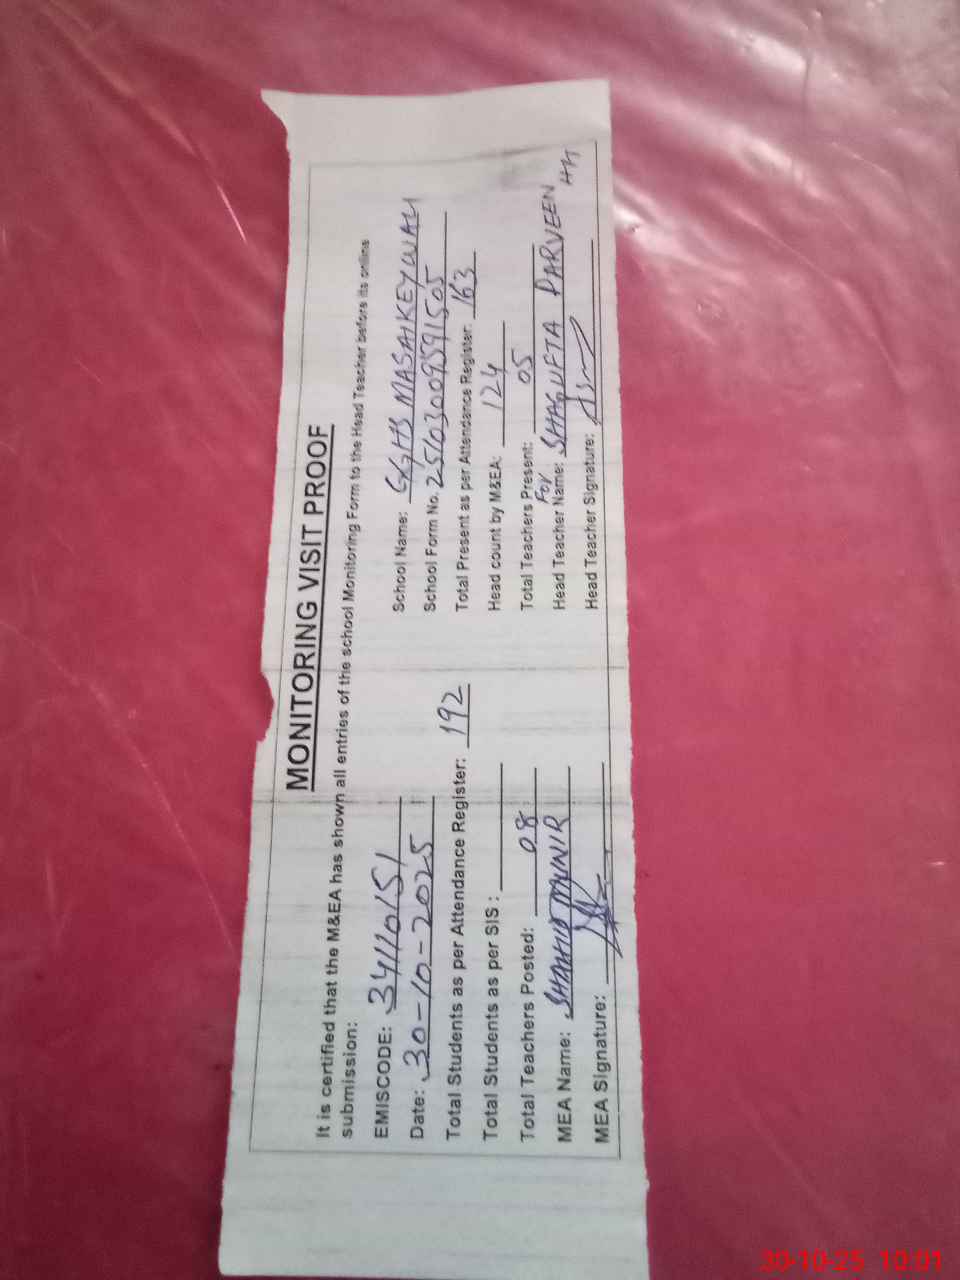 MONITORING VISIT PROOF
It is certified that the M&EA has shown all entries of the school Monitoring Form to the Head Teacher before its online
submission:
EMISCODE: 34110151
School Name: GGHS MASAIKEYWALI
Date: 30-10-2025
School Form No. 25103009591505
Total Students as per Attendance Register: 192
Total Present as per Attendance Register: 163
Total Students as per SIS:
Head count by M&EA: 124
Total Teachers Posted: 08
Total Teachers Present: 05
MEA Name: SHAHID MUNIR
For
Head Teacher Name: SHAGUFTA PARVEEN HM
MEA Signature:
Head Teacher Signature:
30-10-25 10:01